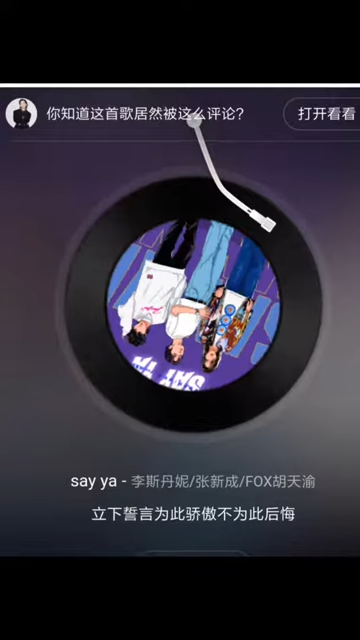 你知道这首歌居然被这么评论?
打开看看
SAY YA
say ya - 李斯丹妮/张新成/FOX胡天渝
立下誓言为此骄傲不为此后悔